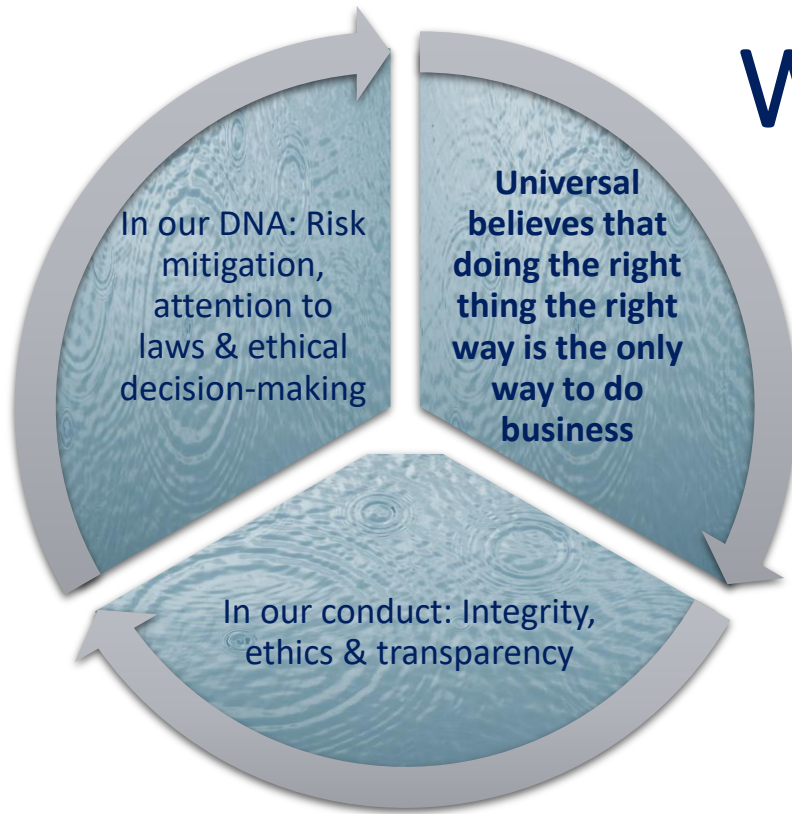 In our DNA: Risk
mitigation,
attention to
laws & ethical
decision-making
Universal
believes that
doing the right
thing the right
way is the only
way to do
business
In our conduct: Integrity,
ethics & transparency